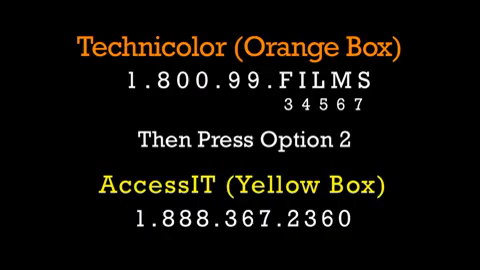 Technicolor (Orange Box)
1.800.99.FILMS
34567
Then Press Option 2
AccessIT (Yellow Box)
1.888.367.2360